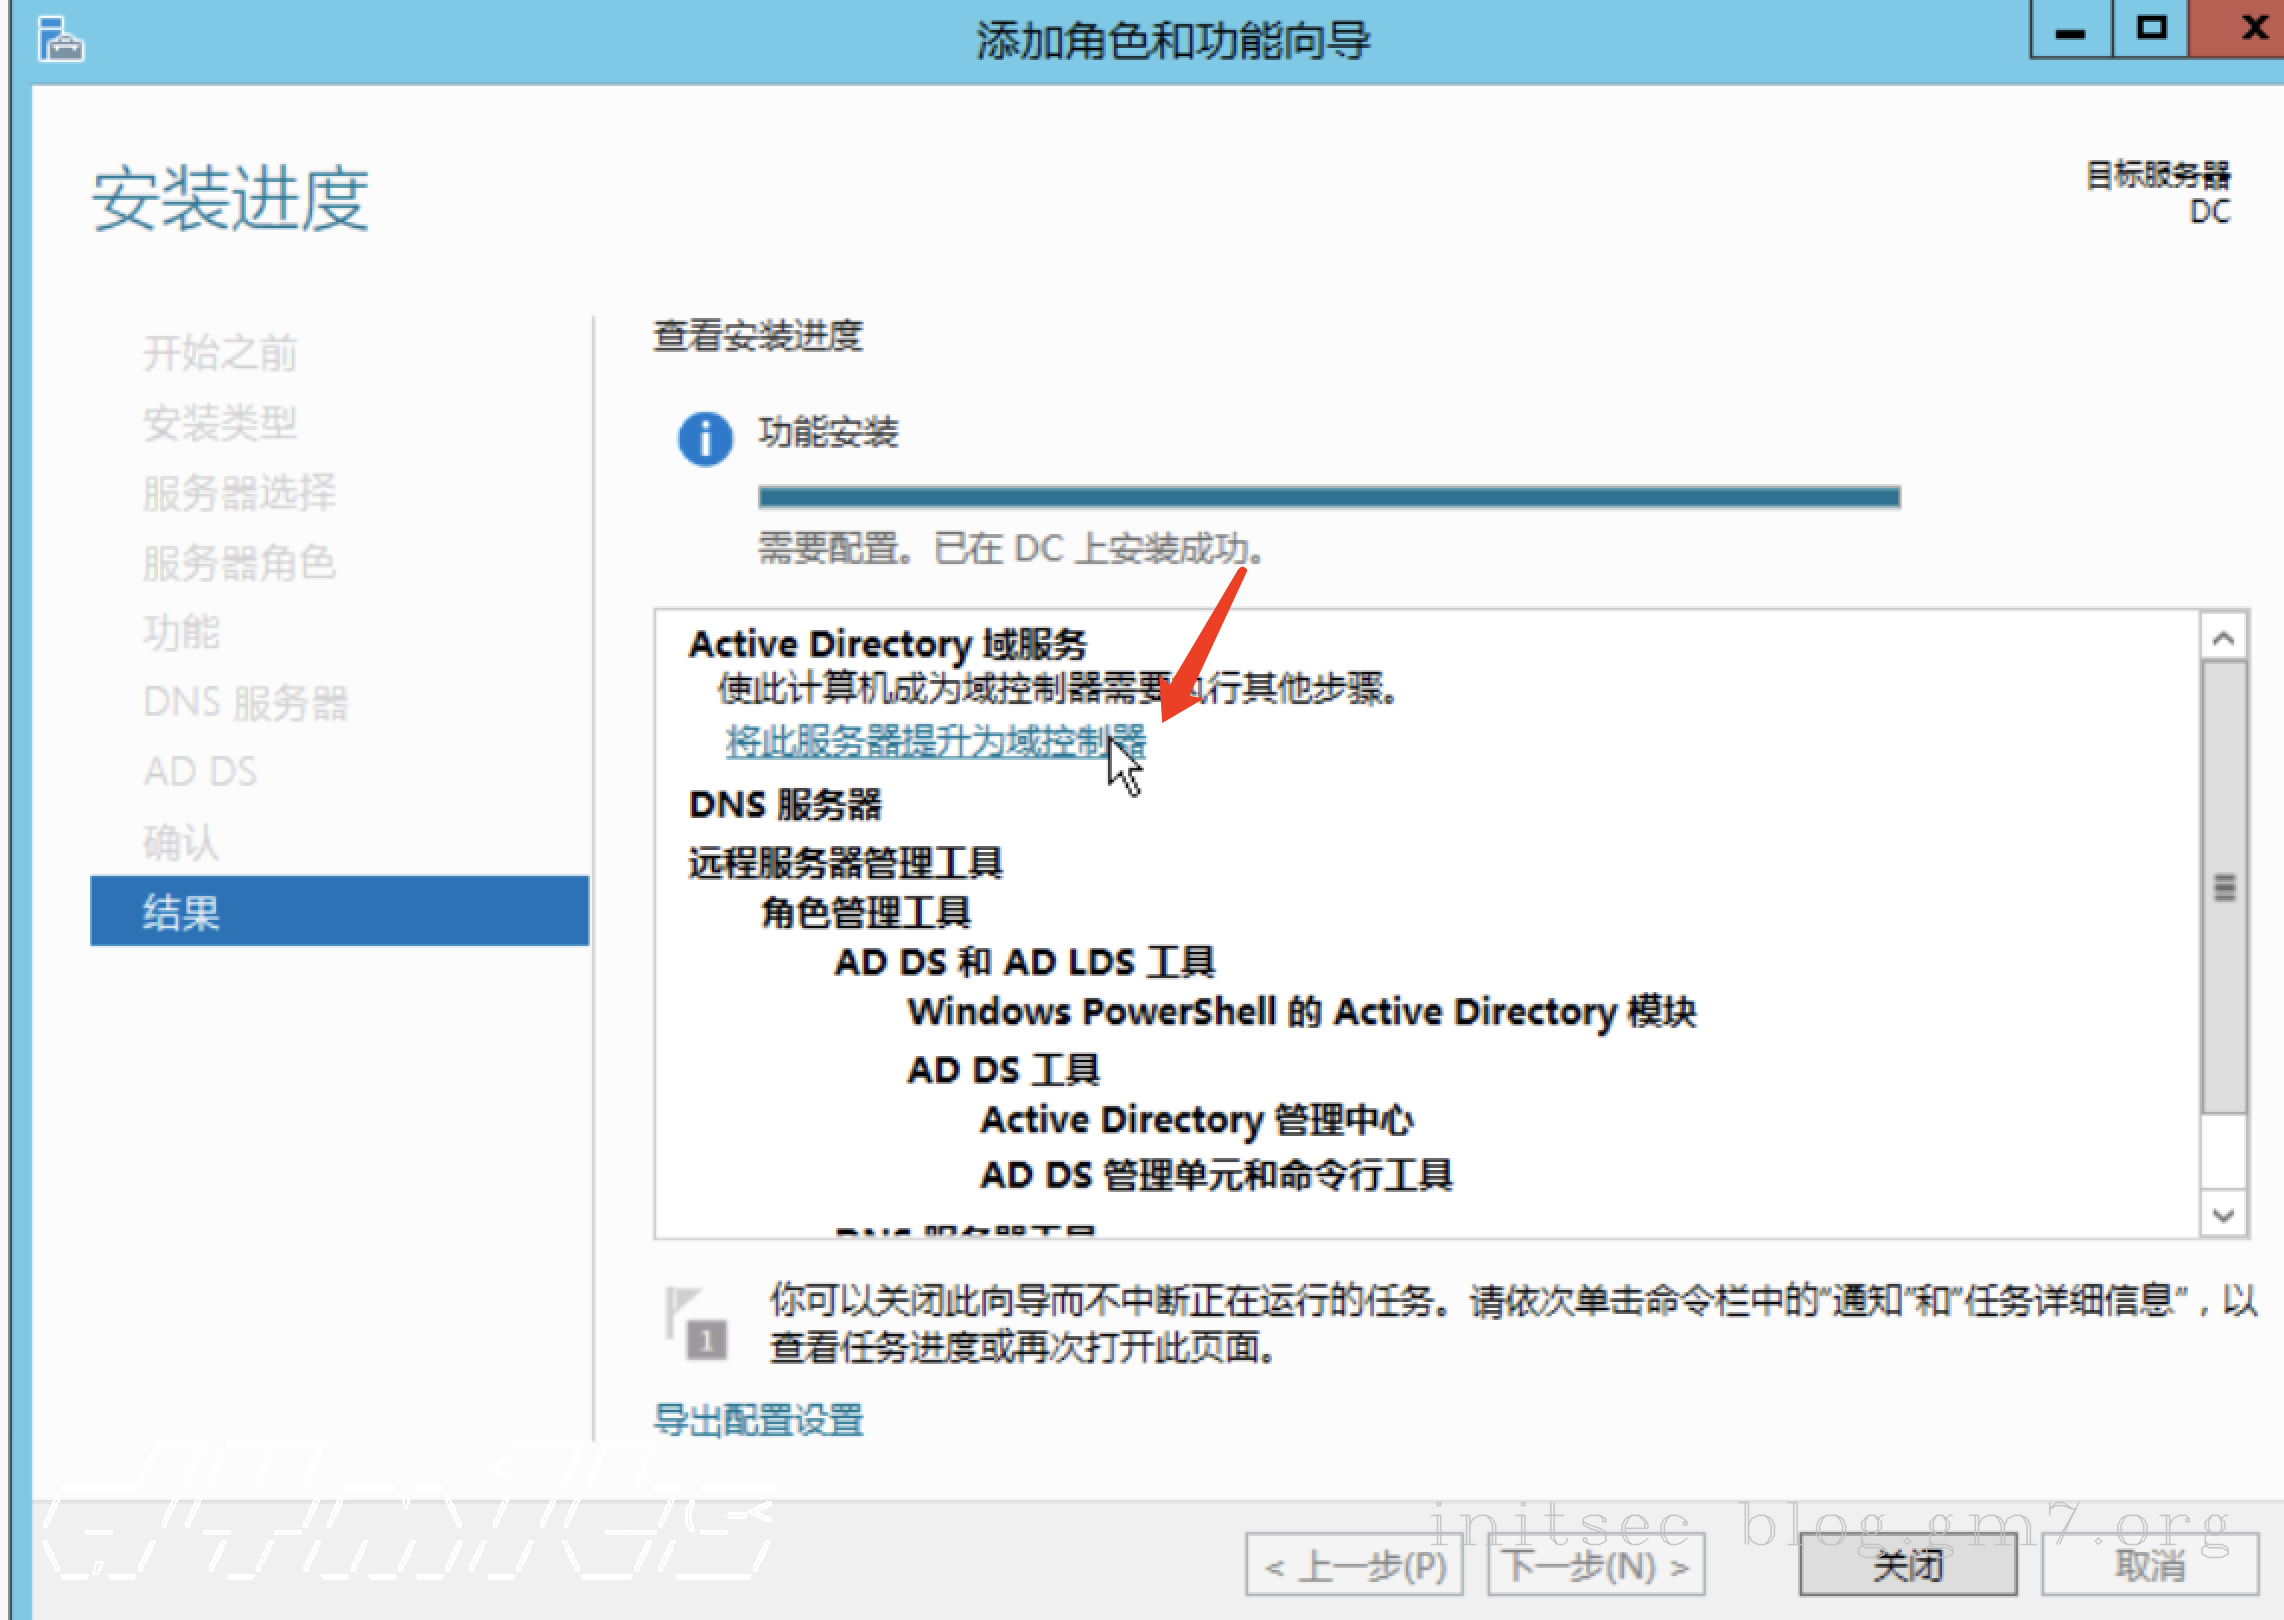 添加角色和功能向导
安装进度
目标服务器
DC
开始之前
安装类型
服务器选择
服务器角色
功能
DNS 服务器
AD DS
确认
结果
查看安装进度
功能安装
需要配置。已在 DC 上安装成功。
Active Directory 域服务
使此计算机成为域控制器需要执行其他步骤。
将此服务器提升为域控制器
DNS 服务器
远程服务器管理工具
角色管理工具
AD DS 和 AD LDS 工具
Windows PowerShell 的 Active Directory 模块
AD DS 工具
Active Directory 管理中心
AD DS 管理单元和命令行工具
DNS 服务器工具
1
你可以关闭此向导而不中断正在运行的任务。请依次单击命令栏中的"通知"和"任务详细信息"，以
查看任务进度或再次打开此页面。
导出配置设置
initsec blog.gm7.org
< 上一步(P)
下一步(N) >
关闭
取消